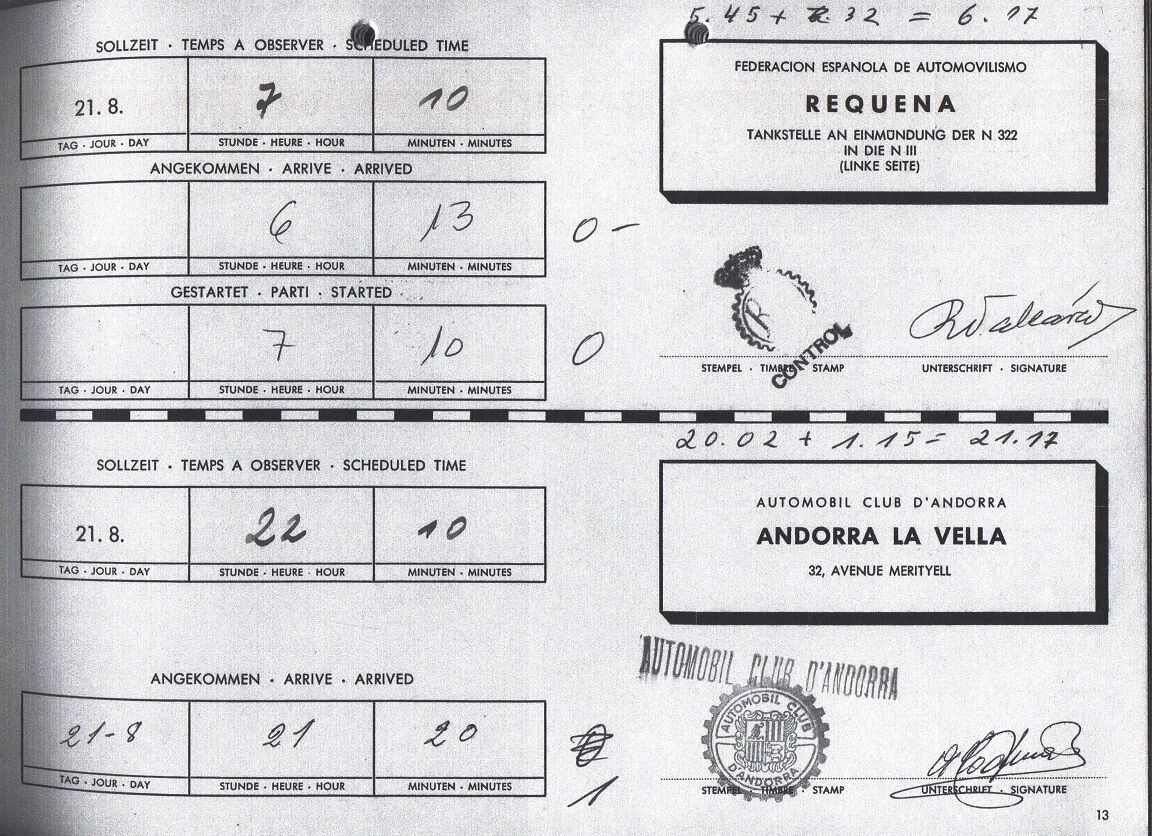 5.45 + 32 = 6.17
SOLLZEIT · TEMPS A OBSERVER · SCHEDULED TIME
21. 8. 7 10
TAG · JOUR · DAY STUNDE · HEURE · HOUR MINUTEN · MINUTES
FEDERACION ESPANOLA DE AUTOMOVILISMO
REQUENA
TANKSTELLE AN EINMÜNDUNG DER N 322
IN DIE N III
(LINKE SEITE)
ANGEKOMMEN · ARRIVE · ARRIVED
6 13 0 –
TAG · JOUR · DAY STUNDE · HEURE · HOUR MINUTEN · MINUTES
GESTARTET · PARTI · STARTED
7 10 0
TAG · JOUR · DAY STUNDE · HEURE · HOUR MINUTEN · MINUTES
CONTROL
STEMPEL · TIMBRE · STAMP UNTERSCHRIFT · SIGNATURE
20.02 + 1.15 = 21.17
SOLLZEIT · TEMPS A OBSERVER · SCHEDULED TIME
21. 8. 22 10
TAG · JOUR · DAY STUNDE · HEURE · HOUR MINUTEN · MINUTES
AUTOMOBIL CLUB D'ANDORRA
ANDORRA LA VELLA
32, AVENUE MERITYELL
AUTOMOBIL CLUB D'ANDORRA
ANGEKOMMEN · ARRIVE · ARRIVED
21-8 21 20
1
TAG · JOUR · DAY STUNDE · HEURE · HOUR MINUTEN · MINUTES
AUTOMOBIL CLUB D'ANDORRA
STEMPEL · TIMBRE · STAMP UNTERSCHRIFT · SIGNATURE
13